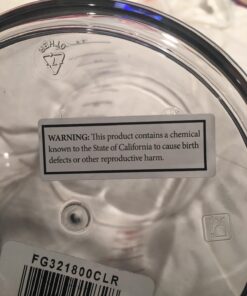 7
WARNING: This product contains a chemical
known to the State of California to cause birth
defects or other reproductive harm.
FG321800CLR